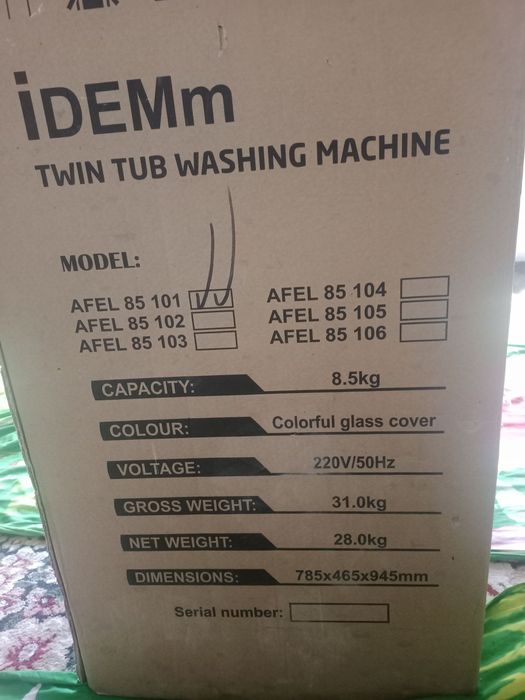 iDEMm
TWIN TUB WASHING MACHINE
MODEL:
AFEL 85 101
AFEL 85 102
AFEL 85 103
AFEL 85 104
AFEL 85 105
AFEL 85 106
CAPACITY: 8.5kg
COLOUR: Colorful glass cover
VOLTAGE: 220V/50Hz
GROSS WEIGHT: 31.0kg
NET WEIGHT: 28.0kg
DIMENSIONS: 785x465x945mm
Serial number: